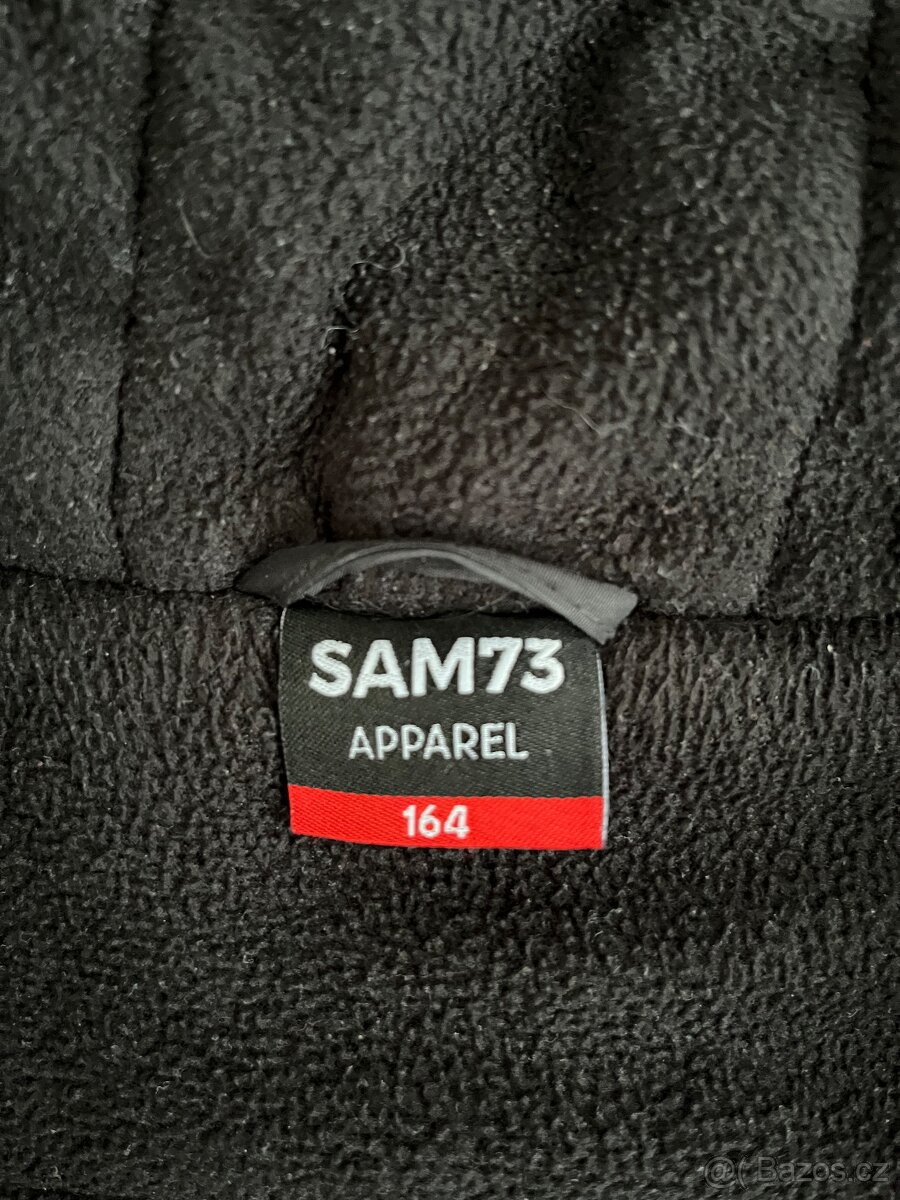 SAM73
APPAREL
164
@( Bazos.cz